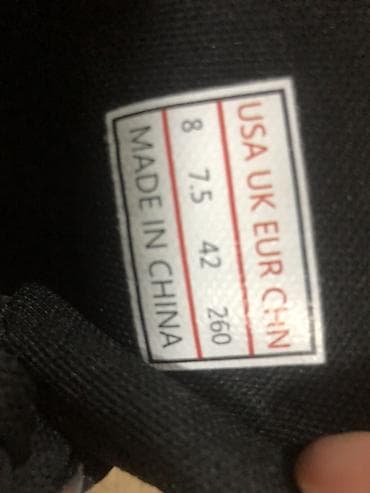 USA UK EUR CHN
8 7.5 42 260
MADE IN CHINA